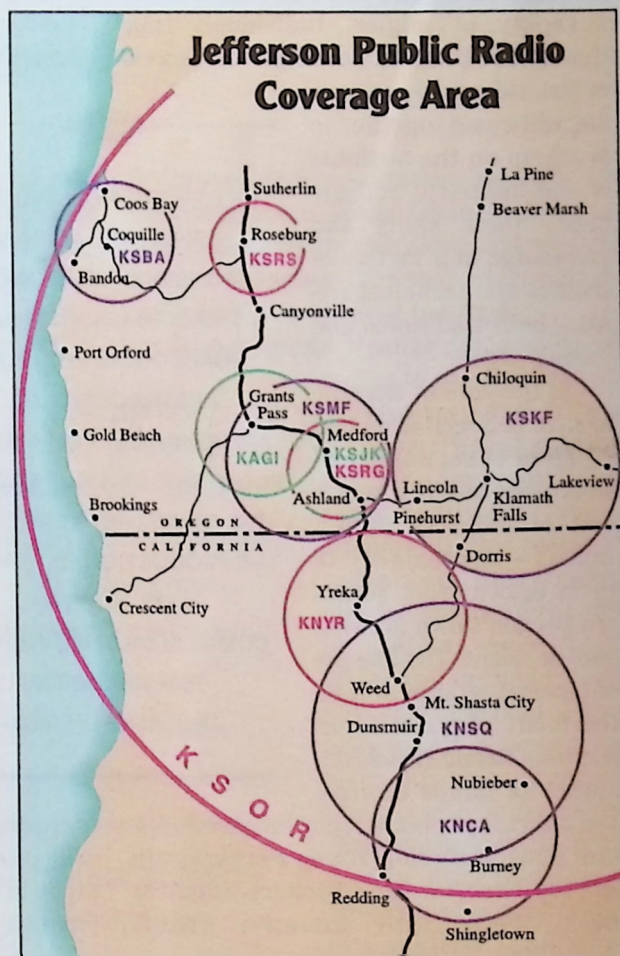 Jefferson Public Radio
Coverage Area
La Pine
Sutherlin
Coos Bay
Beaver Marsh
Coquille
Roseburg
KSBA
KSRS
Bandon
Canyonville
Port Orford
Chiloquin
Grants
Pass
KSMF
KSKF
Gold Beach
Medford
KAGI
KSJK
KSRG
Lakeview
Ashland
Lincoln
Klamath
Falls
Brookings
Pinehurst
OREGON
CALIFORNIA
Dorris
Yreka
Crescent City
KNYR
Weed
Mt. Shasta City
Dunsmuir
KNSQ
KSOR
Nubieber
KNCA
Burney
Redding
Shingletown